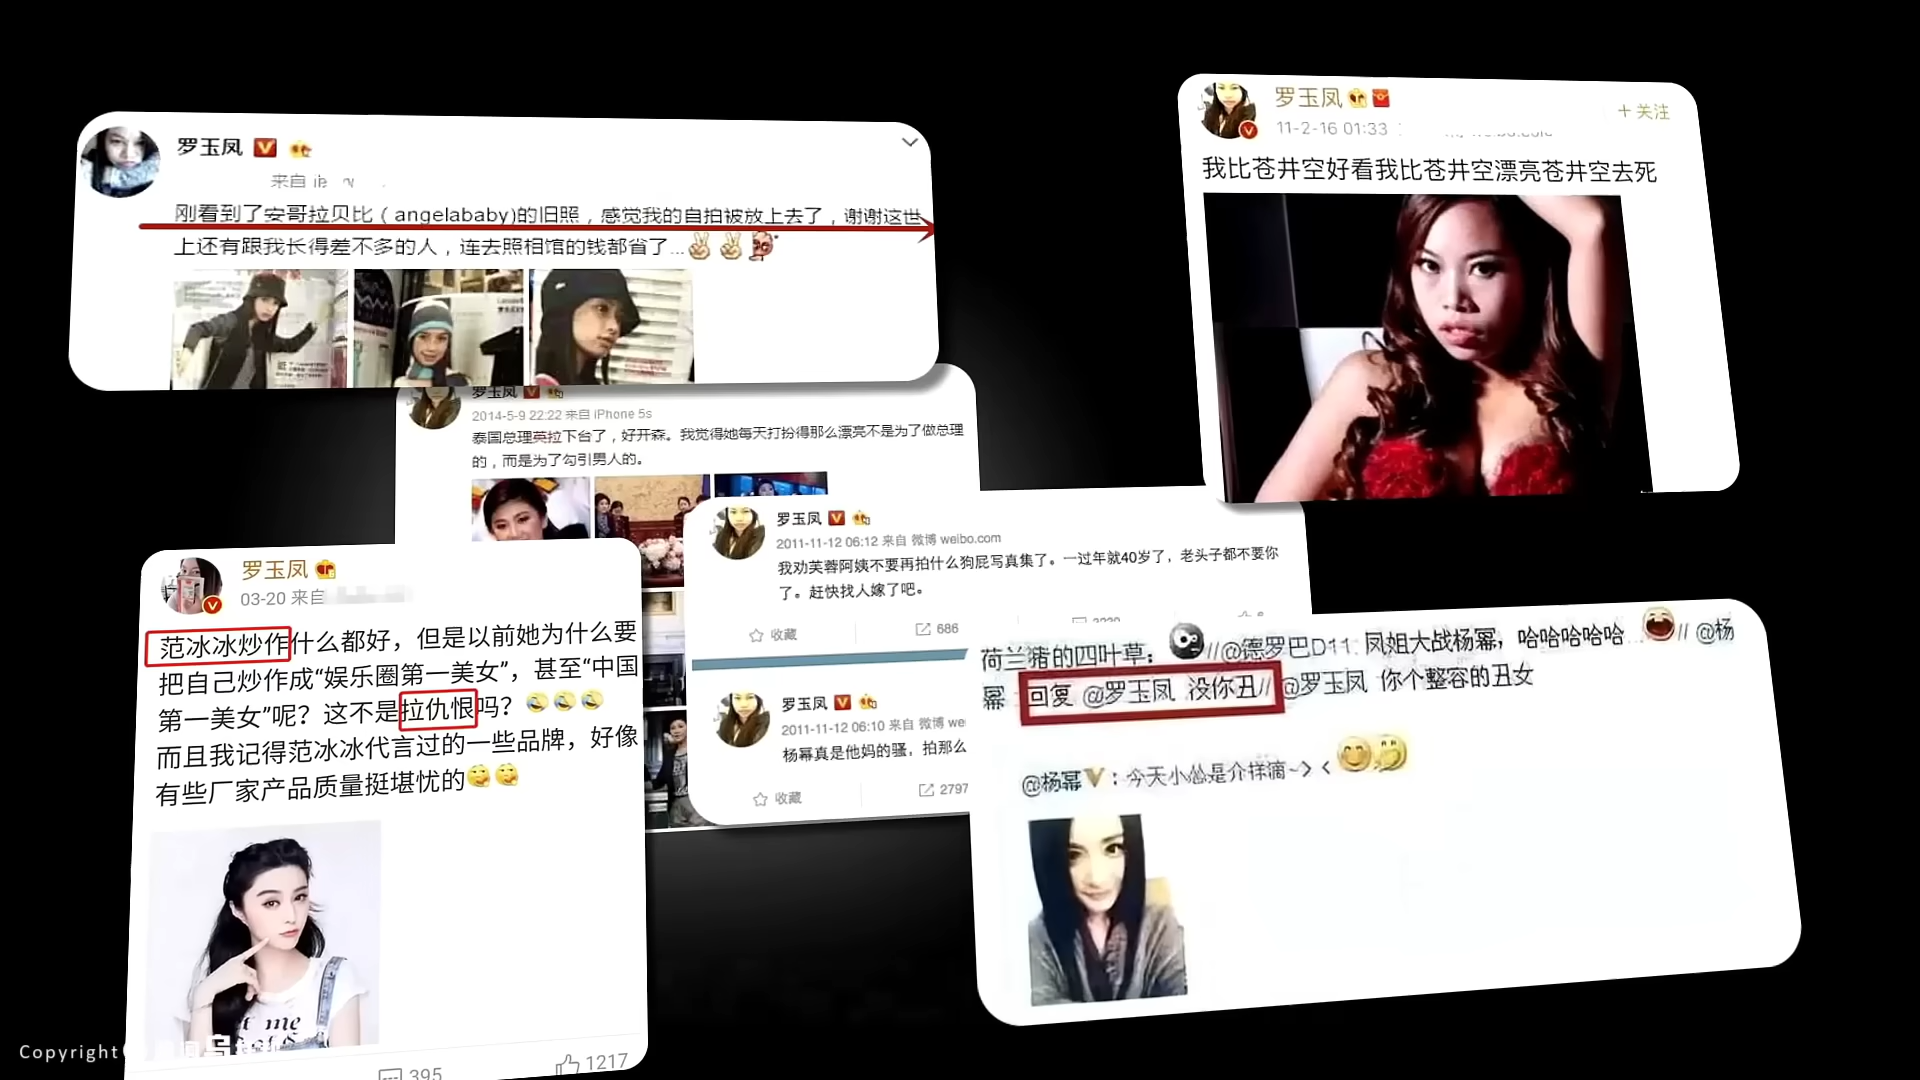 罗玉凤
来自
刚看到了安哥拉贝比（angelababy)的旧照，感觉我的自拍被放上去了，谢谢这世
上还有跟我长得差不多的人，连去照相馆的钱都省了...
罗玉凤
11-2-16 01:33
+关注
我比苍井空好看我比苍井空漂亮苍井空去死
罗玉凤
2014-5-9 22:22 来自 iPhone 5s
泰国总理英拉下台了，好开森。我觉得她每天打扮得那么漂亮不是为了做总理
的，而是为了勾引男人的。
罗玉凤
2011-11-12 06:12 来自 微博 weibo.com
我劝芙蓉阿姨不要再拍什么狗屁写真集了。一过年就40岁了，老头子都不要你
了。赶快找人嫁了吧。
收藏
686
罗玉凤
2011-11-12 06:10 来自 微博 we
杨幂真是他妈的骚，拍那么
收藏
2797
罗玉凤
03-20 来自
范冰冰炒作什么都好，但是以前她为什么要
把自己炒作成“娱乐圈第一美女”，甚至“中国
第一美女”呢？这不是拉仇恨吗？
而且我记得范冰冰代言过的一些品牌，好像
有些厂家产品质量挺堪忧的
395
1217
荷兰猪的四叶草：//@德罗巴D11: 凤姐大战杨幂，哈哈哈哈哈...//@杨
幂 回复 @罗玉凤 没你丑//@罗玉凤 你个整容的丑女
@杨幂：今天小怂是介样滴~> <
Copyright